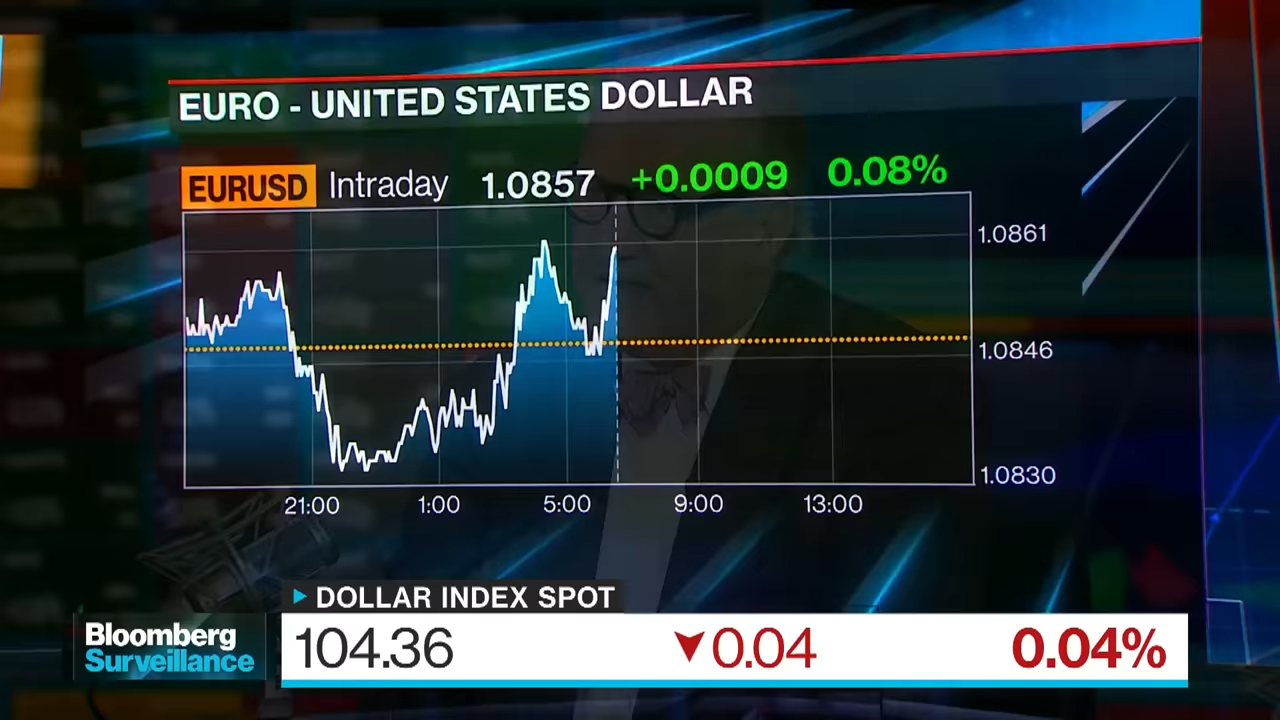 EURO - UNITED STATES DOLLAR
EURUSD Intraday 1.0857 +0.0009 0.08%
1.0861
1.0846
1.0830
21:00 1:00 5:00 9:00 13:00
DOLLAR INDEX SPOT
Bloomberg
Surveillance
104.36 ▼0.04 0.04%